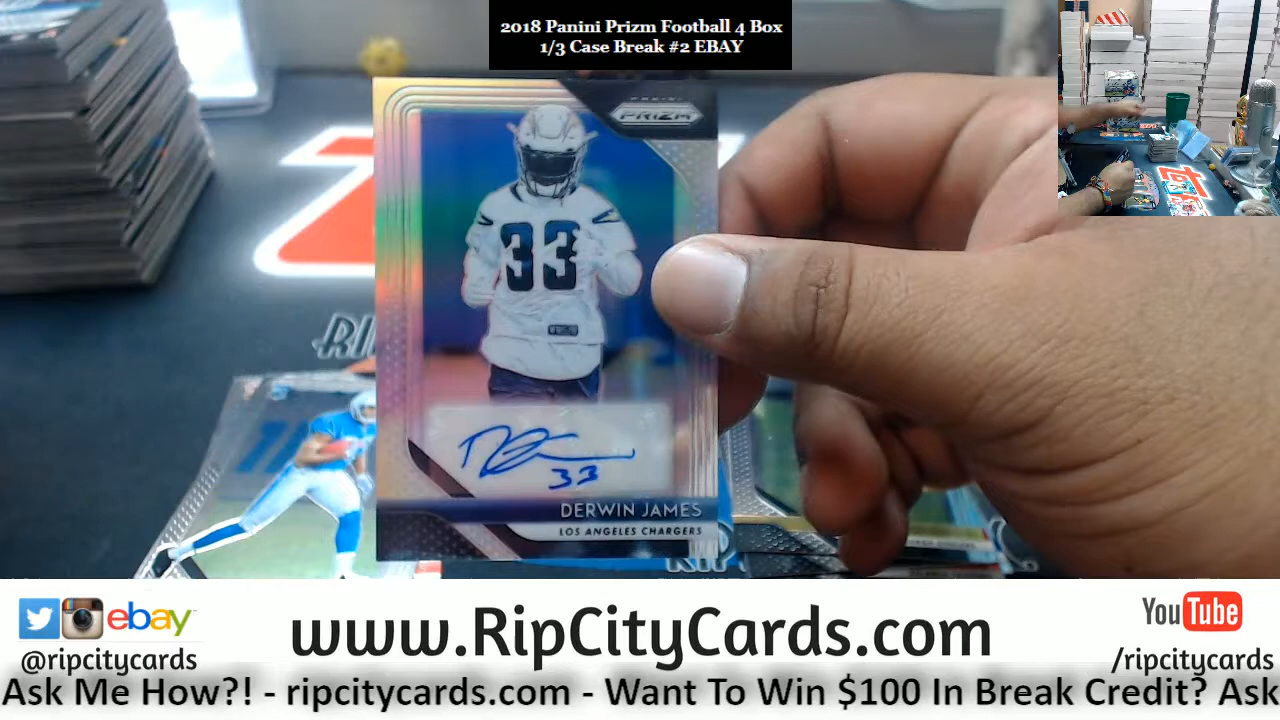 2018 Panini Prizm Football 4 Box
1/3 Case Break #2 EBAY
PANINI
PRIZM
33
33
DERWIN JAMES
LOS ANGELES CHARGERS
ebay
@ripcitycards
www.RipCityCards.com
YouTube
/ripcitycards
Ask Me How?! - ripcitycards.com - Want To Win $100 In Break Credit? Ask